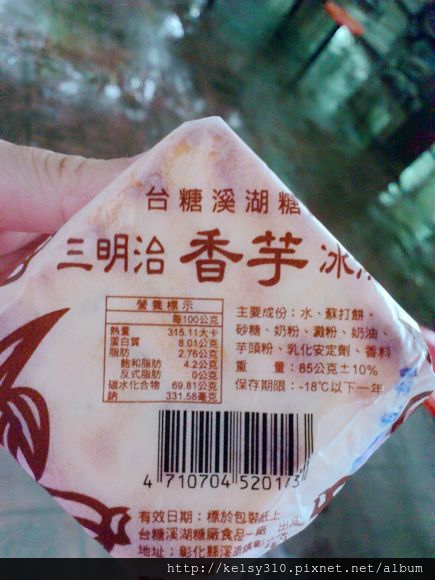 台糖溪湖糖
三明治 香芋 冰
營養標示
每100公克
熱量 315.11大卡
蛋白質 8.01公克
脂肪 2.76公克
飽和脂肪 4.2公克
反式脂肪 0公克
碳水化合物 69.81公克
鈉 331.58毫克
主要成份：水、蘇打餅、
砂糖、奶粉、澱粉、奶油、
芋頭粉、乳化安定劑、香料
重量：85公克±10%
保存期限：-18℃以下一年
4 710704 520173
有效日期：標於包裝紙上
台糖溪湖糖廠食品一廠 出品
地址：彰化縣溪湖鎮
http://kelsy310.pixnet.net/album